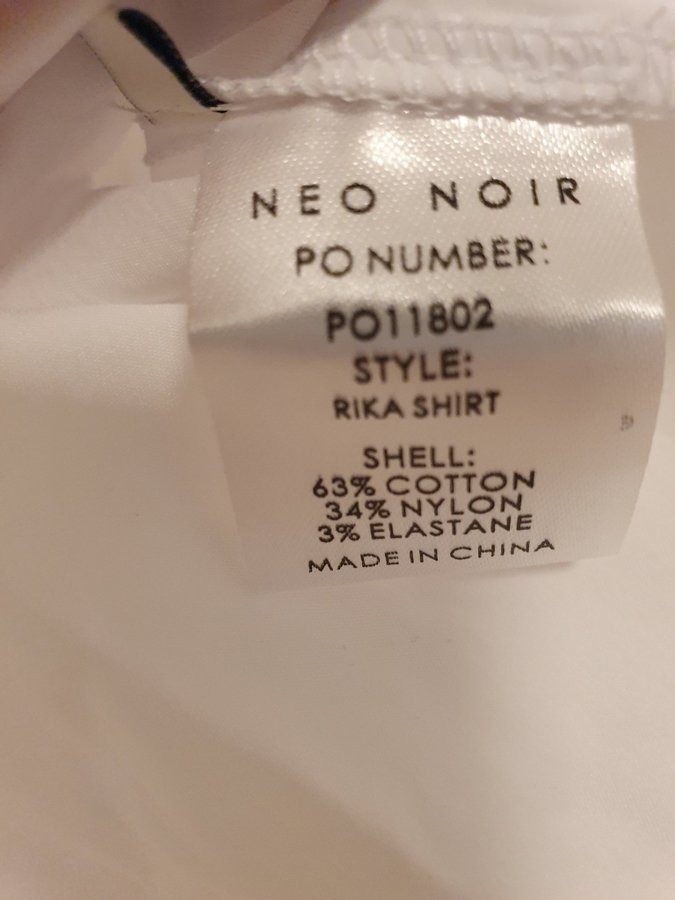 NEO NOIR
PO NUMBER:
PO11802
STYLE:
RIKA SHIRT
SHELL:
63% COTTON
34% NYLON
3% ELASTANE
MADE IN CHINA